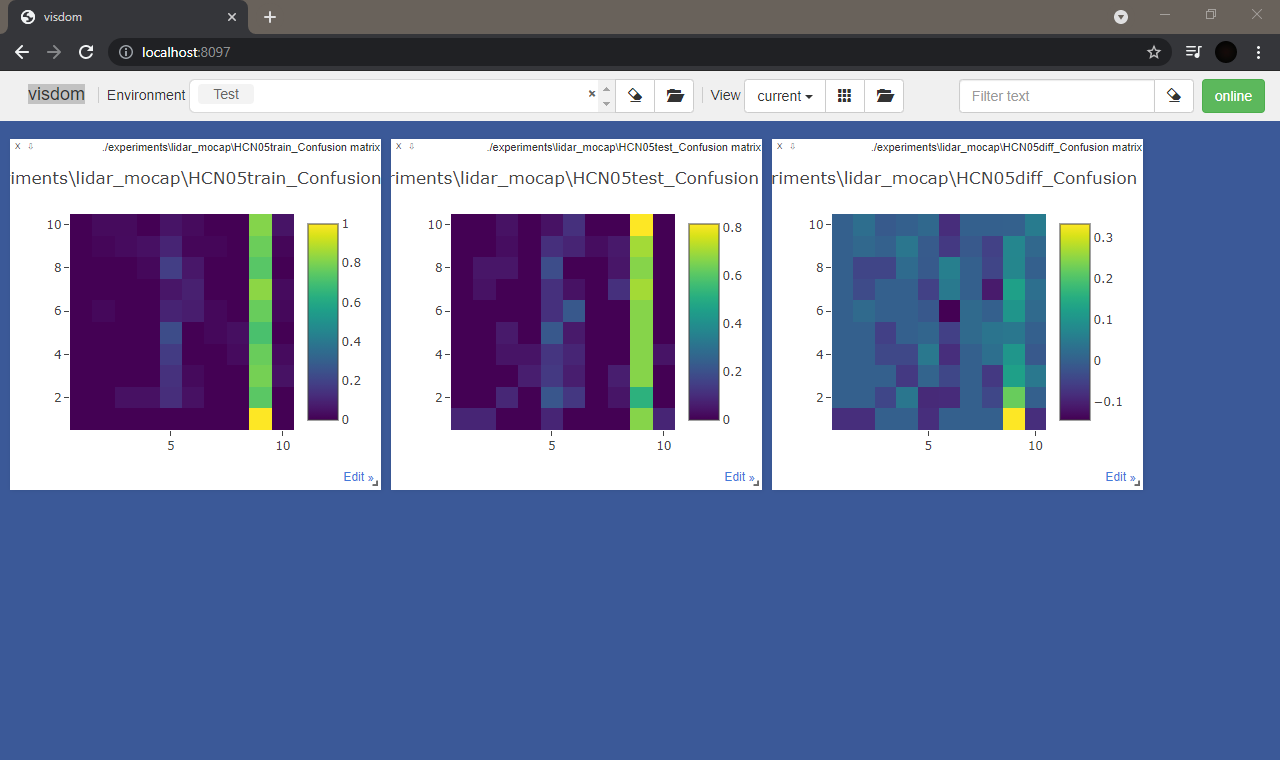 visdom
localhost:8097
visdom Environment Test × View current Filter text online
X ./experiments\lidar_mocap\HCN05train_Confusion matrix
iments\lidar_mocap\HCN05train_Confusion
10
8
6
4
2
5 10
1
0.8
0.6
0.4
0.2
0
Edit »
X ./experiments\lidar_mocap\HCN05test_Confusion matrix
riments\lidar_mocap\HCN05test_Confusion
10
8
6
4
2
5 10
0.8
0.6
0.4
0.2
0
Edit »
X ./experiments\lidar_mocap\HCN05diff_Confusion matrix
riments\lidar_mocap\HCN05diff_Confusion
10
8
6
4
2
5 10
0.3
0.2
0.1
0
−0.1
Edit »